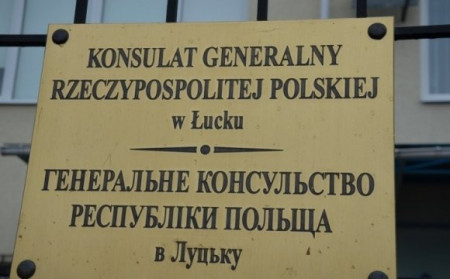 KONSULAT GENERALNY
RZECZYPOSPOLITEJ POLSKIEJ
w Łucku
ГЕНЕРАЛЬНЕ КОНСУЛЬСТВО
РЕСПУБЛІКИ ПОЛЬЩА
в Луцьку